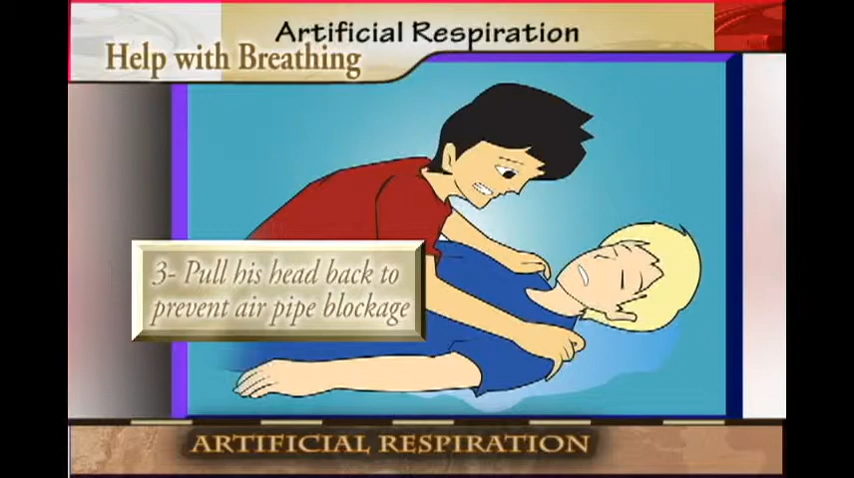 Artificial Respiration
Help with Breathing
3- Pull his head back to
prevent air pipe blockage
ARTIFICIAL RESPIRATION